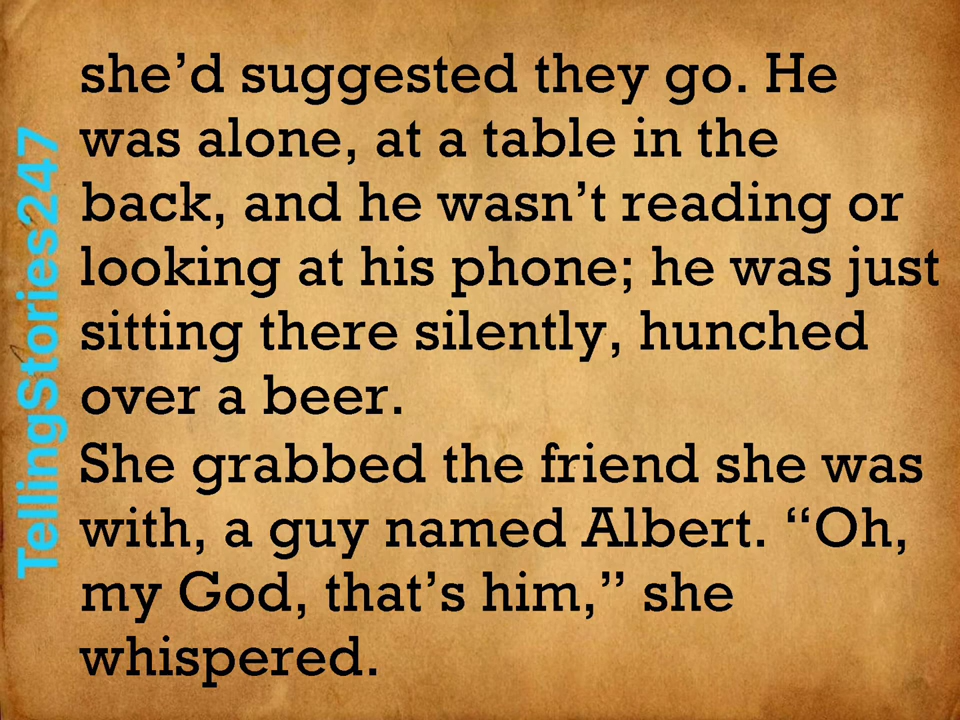 TellingStories247
she’d suggested they go. He
was alone, at a table in the
back, and he wasn’t reading or
looking at his phone; he was just
sitting there silently, hunched
over a beer.
She grabbed the friend she was
with, a guy named Albert. “Oh,
my God, that’s him,” she
whispered.